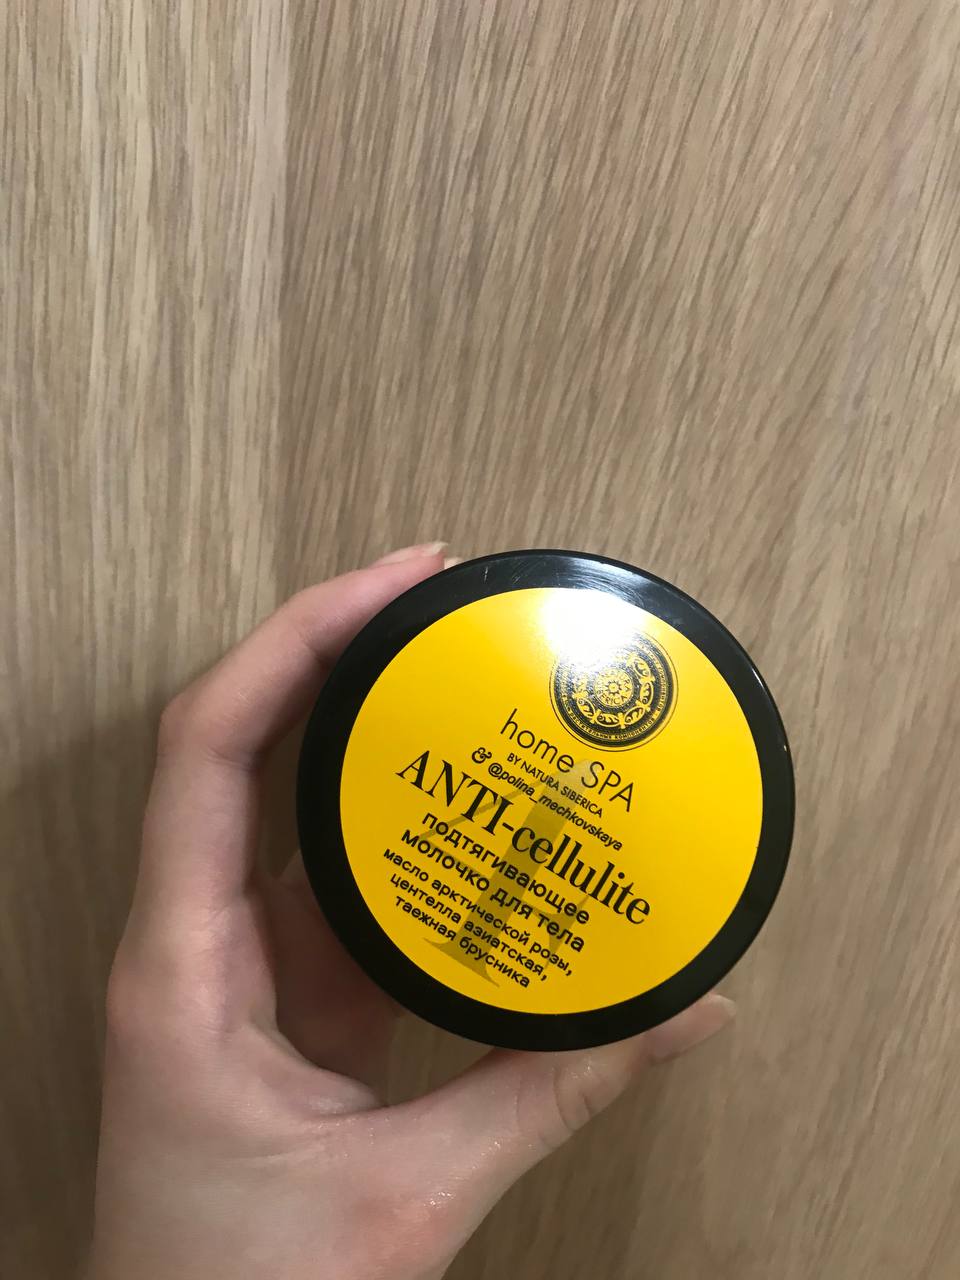 home SPA
BY NATURA SIBERICA
& @polina_mechkovskaya
ANTI-cellulite
подтягивающее
молочко для тела
масло арктической розы,
центелла азиатская,
таежная брусника
4